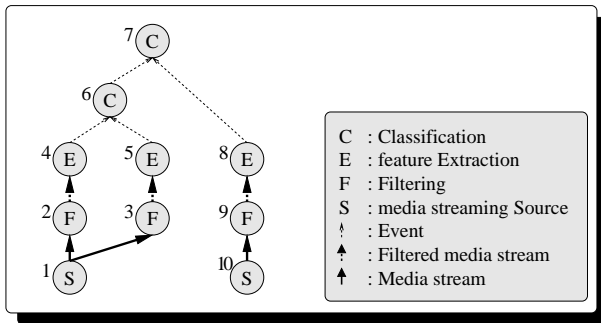 7 C
6 C
4 E 5 E 8 E
2 F 3 F 9 F
1 S 10 S
C : Classification
E : feature Extraction
F : Filtering
S : media streaming Source
: Event
: Filtered media stream
: Media stream